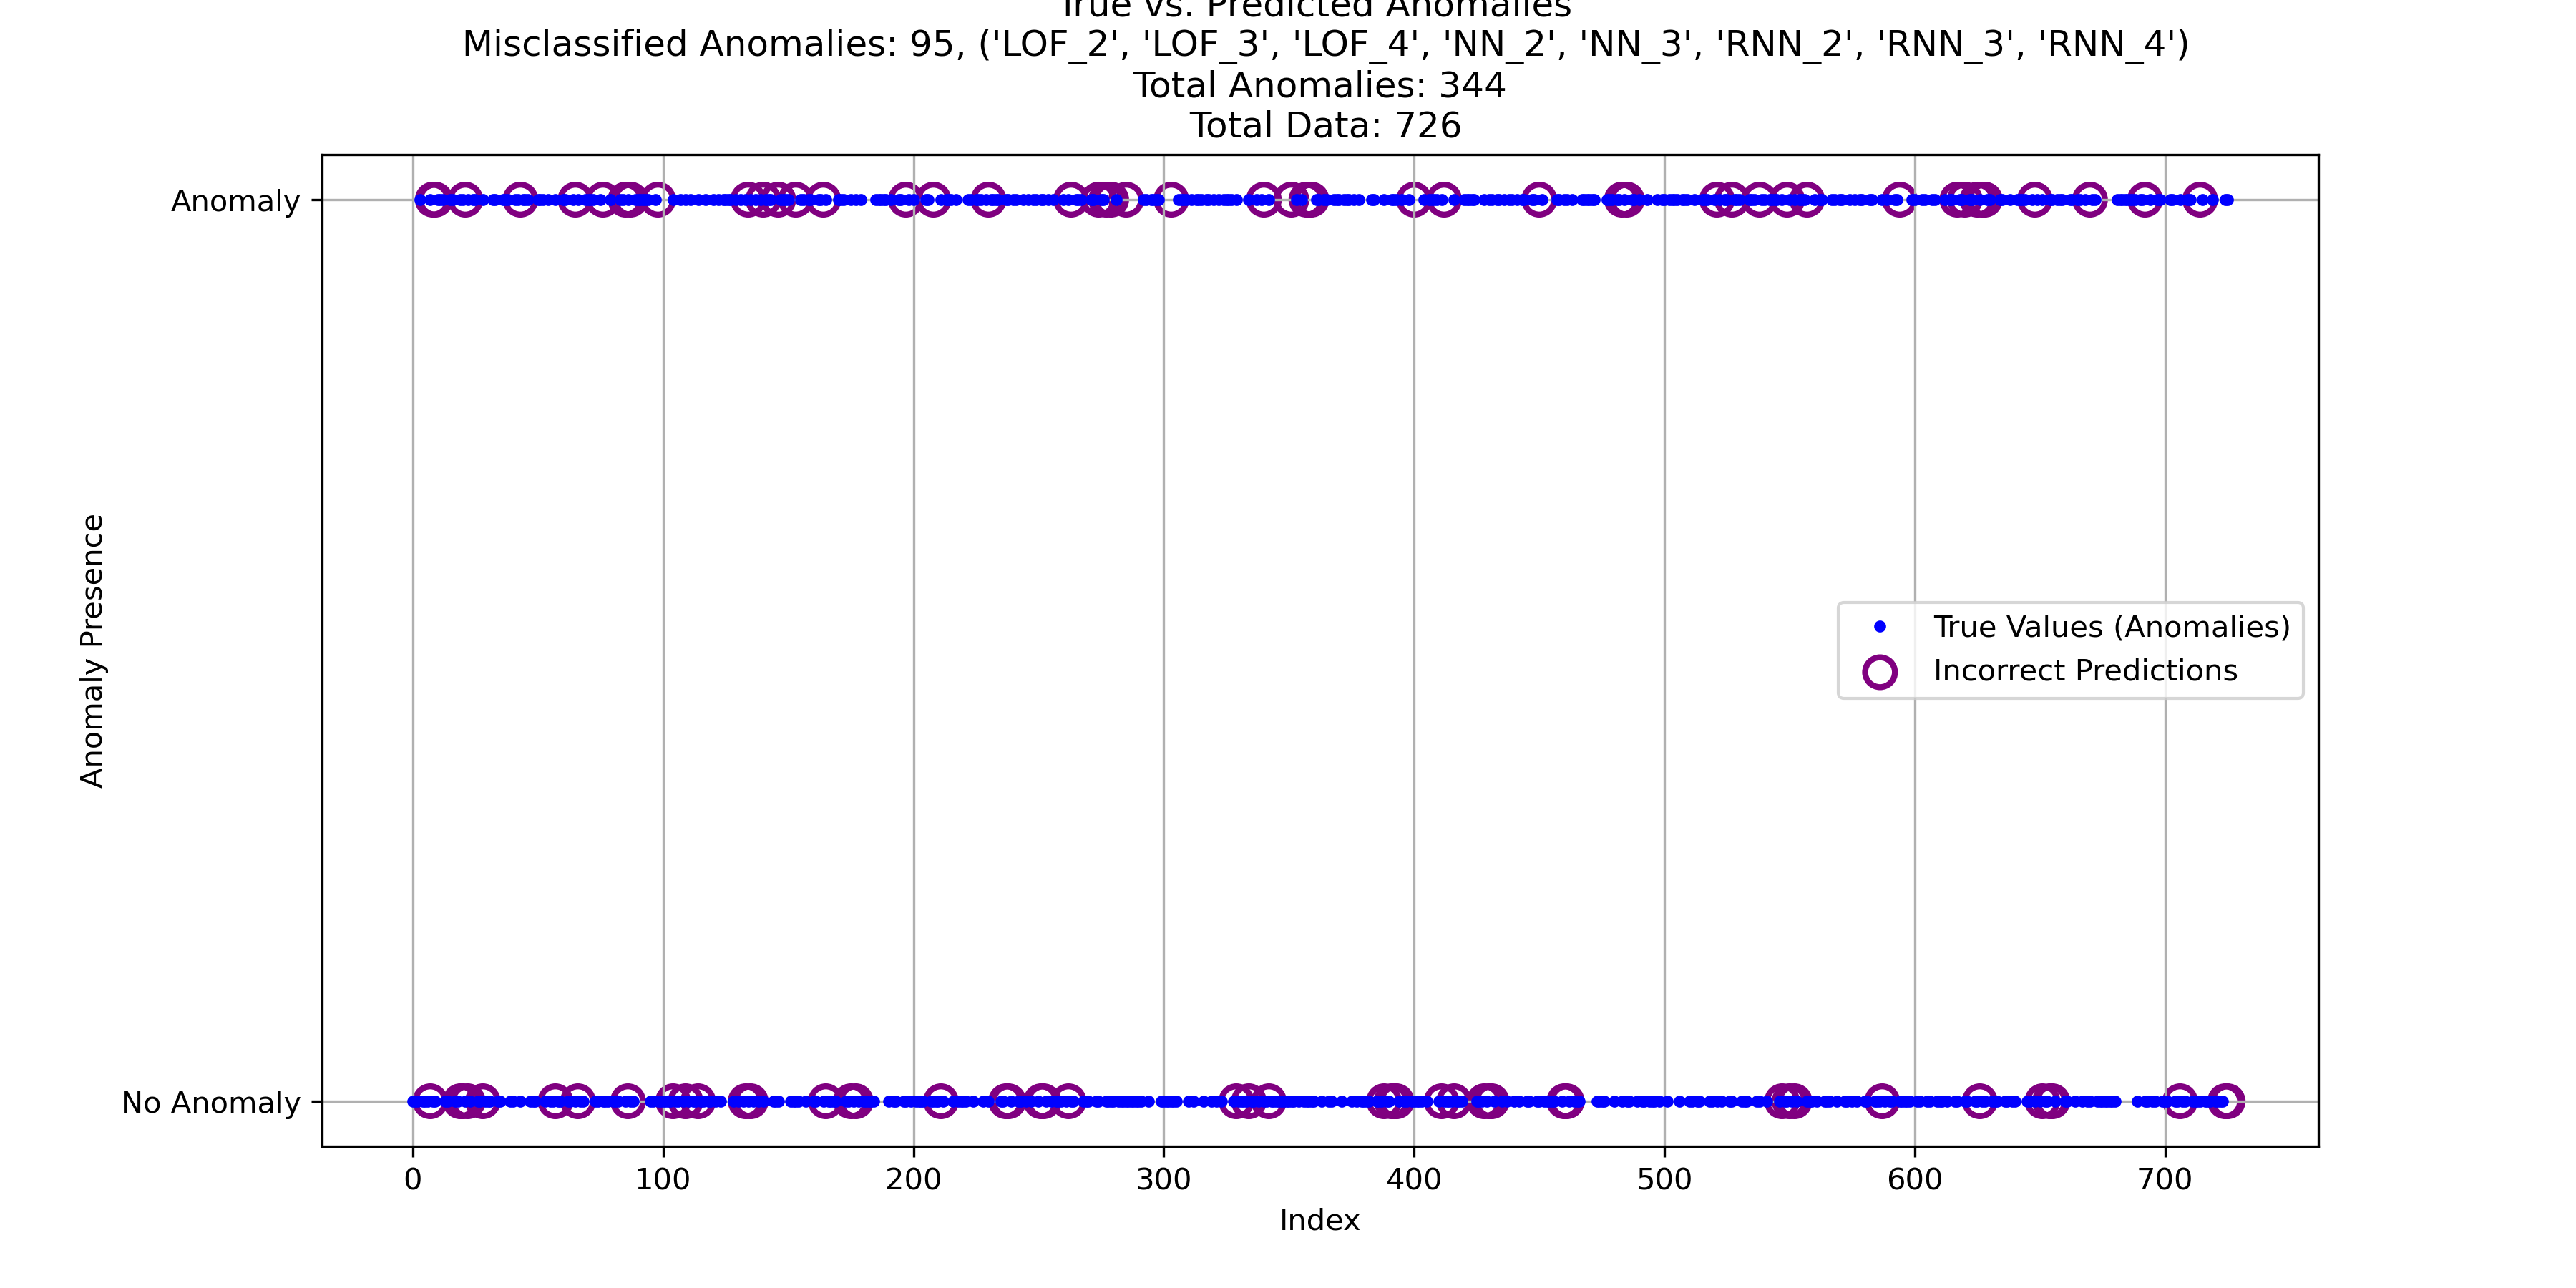 True vs. Predicted Anomalies
Misclassified Anomalies: 95, ('LOF_2', 'LOF_3', 'LOF_4', 'NN_2', 'NN_3', 'RNN_2', 'RNN_3', 'RNN_4')
Total Anomalies: 344
Total Data: 726
Anomaly
Anomaly Presence
True Values (Anomalies)
Incorrect Predictions
No Anomaly
0 100 200 300 400 500 600 700
Index